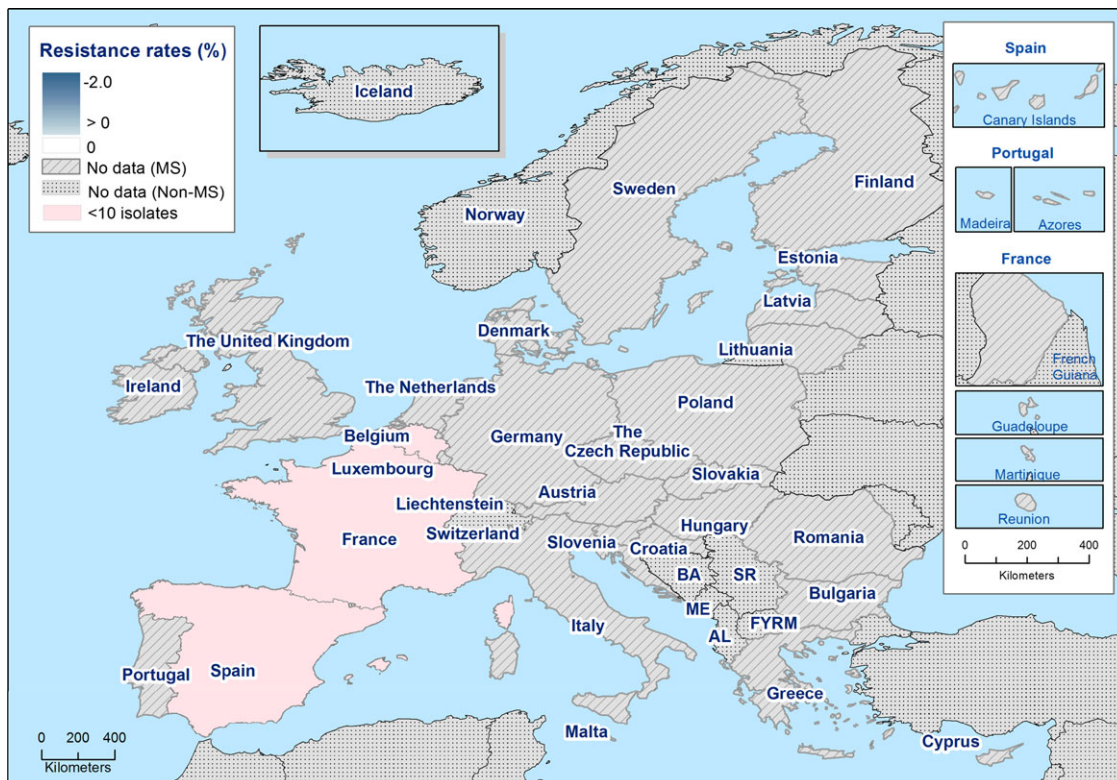 Resistance rates (%)
-2.0
> 0
0
No data (MS)
No data (Non-MS)
<10 isolates
Iceland
Sweden
Finland
Norway
Estonia
Latvia
Denmark
Lithuania
The United Kingdom
Ireland
The Netherlands
Poland
Belgium
Germany
The
Czech Republic
Luxembourg
Slovakia
Liechtenstein
Austria
Switzerland
Hungary
France
Slovenia
Romania
Croatia
BA
SR
Bulgaria
ME
Italy
FYRM
AL
Portugal
Spain
Greece
Malta
Cyprus
0 200 400
Kilometers
Spain
Canary Islands
Portugal
Madeira
Azores
France
French
Guiana
Guadeloupe
Martinique
Reunion
0 200 400
Kilometers